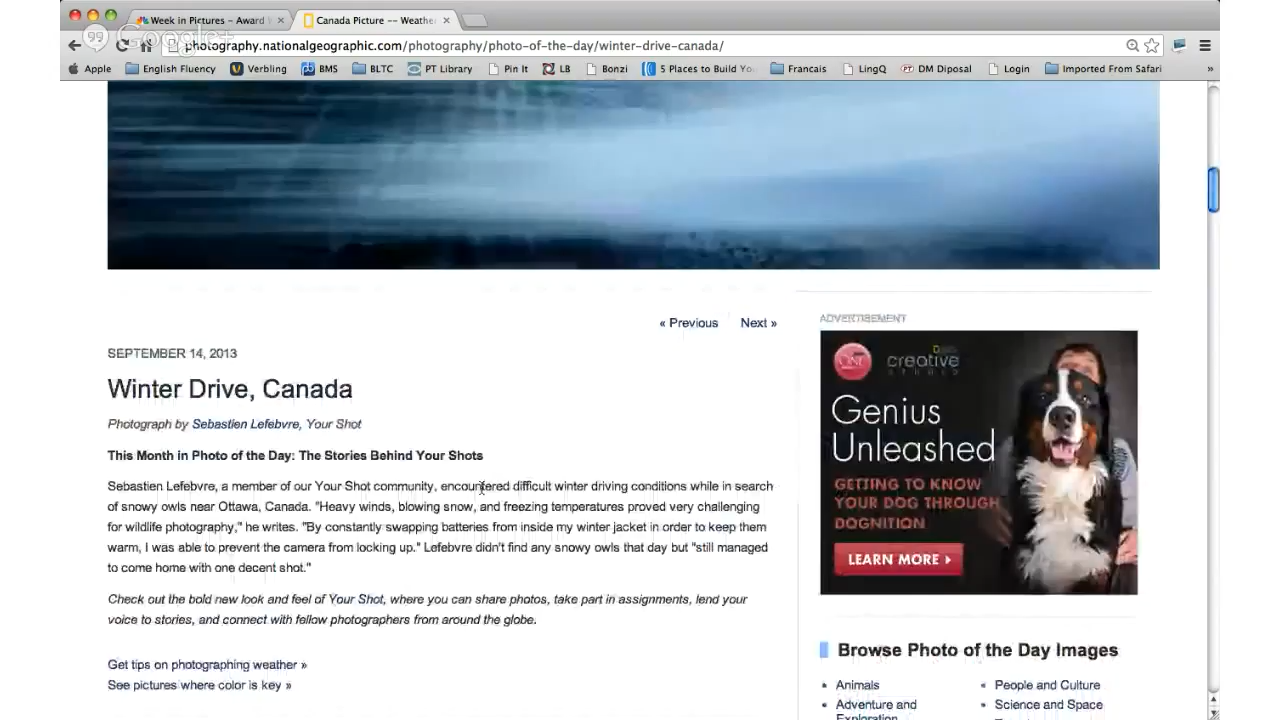 Week in Pictures – Award
Canada Picture -- Weathe
Google+
photography.nationalgeographic.com/photography/photo-of-the-day/winter-drive-canada/
Apple English Fluency Verbling BMS BLTC PT Library Pin It LB Bonzi 5 Places to Build Yo Francais LingQ DM Diposal Login Imported From Safari »
« Previous Next »
ADVERTISEMENT
SEPTEMBER 14, 2013
Winter Drive, Canada
Photograph by Sebastien Lefebvre, Your Shot
This Month in Photo of the Day: The Stories Behind Your Shots
Sebastien Lefebvre, a member of our Your Shot community, encountered difficult winter driving conditions while in search
of snowy owls near Ottawa, Canada. "Heavy winds, blowing snow, and freezing temperatures proved very challenging
for wildlife photography," he writes. "By constantly swapping batteries from inside my winter jacket in order to keep them
warm, I was able to prevent the camera from locking up." Lefebvre didn't find any snowy owls that day but "still managed
to come home with one decent shot."
Check out the bold new look and feel of Your Shot, where you can share photos, take part in assignments, lend your
voice to stories, and connect with fellow photographers from around the globe.
Get tips on photographing weather »
See pictures where color is key »
ONE creative
STUDIO
Genius
Unleashed
GETTING TO KNOW
YOUR DOG THROUGH
DOGNITION
LEARN MORE
Browse Photo of the Day Images
Animals
Adventure and
Exploration
People and Culture
Science and Space